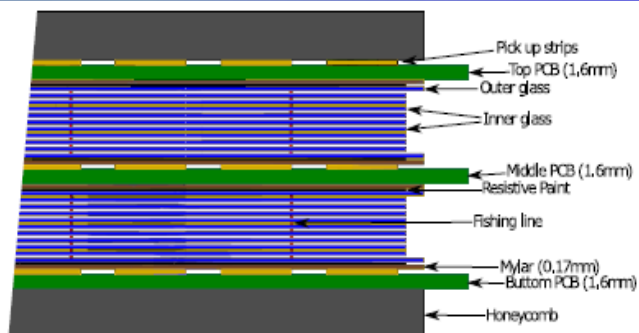 Pick up strips
Top PCB (1,6mm)
Outer glass
Inner glass
Middle PCB (1.6mm)
Resistive Paint
Fishing line
Mylar (0,17mm)
Buttom PCB (1,6mm)
Honeycomb